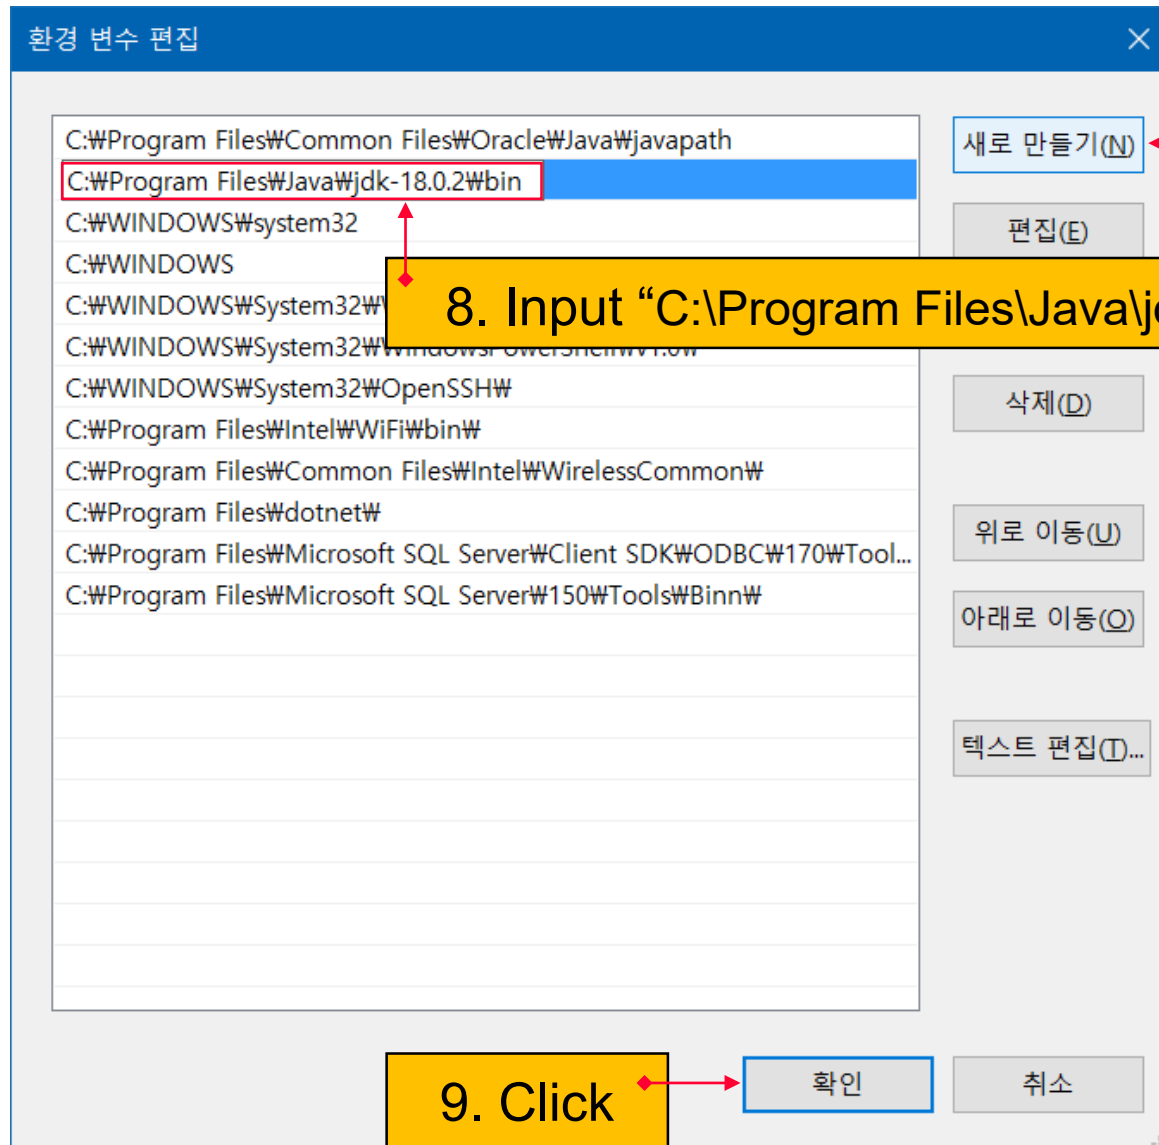 환경 변수 편집
C:₩Program Files₩Common Files₩Oracle₩Java₩javapath
새로 만들기(N)
C:₩Program Files₩Java₩jdk-18.0.2₩bin
C:₩WINDOWS₩system32
편집(E)
C:₩WINDOWS
C:₩WINDOWS₩System32₩
8. Input “C:\Program Files\Java\j
C:₩WINDOWS₩System32₩WindowsPowerShell₩v1.0₩
C:₩WINDOWS₩System32₩OpenSSH₩
삭제(D)
C:₩Program Files₩Intel₩WiFi₩bin₩
C:₩Program Files₩Common Files₩Intel₩WirelessCommon₩
C:₩Program Files₩dotnet₩
위로 이동(U)
C:₩Program Files₩Microsoft SQL Server₩Client SDK₩ODBC₩170₩Tool...
C:₩Program Files₩Microsoft SQL Server₩150₩Tools₩Binn₩
아래로 이동(O)
텍스트 편집(T)...
9. Click
확인
취소